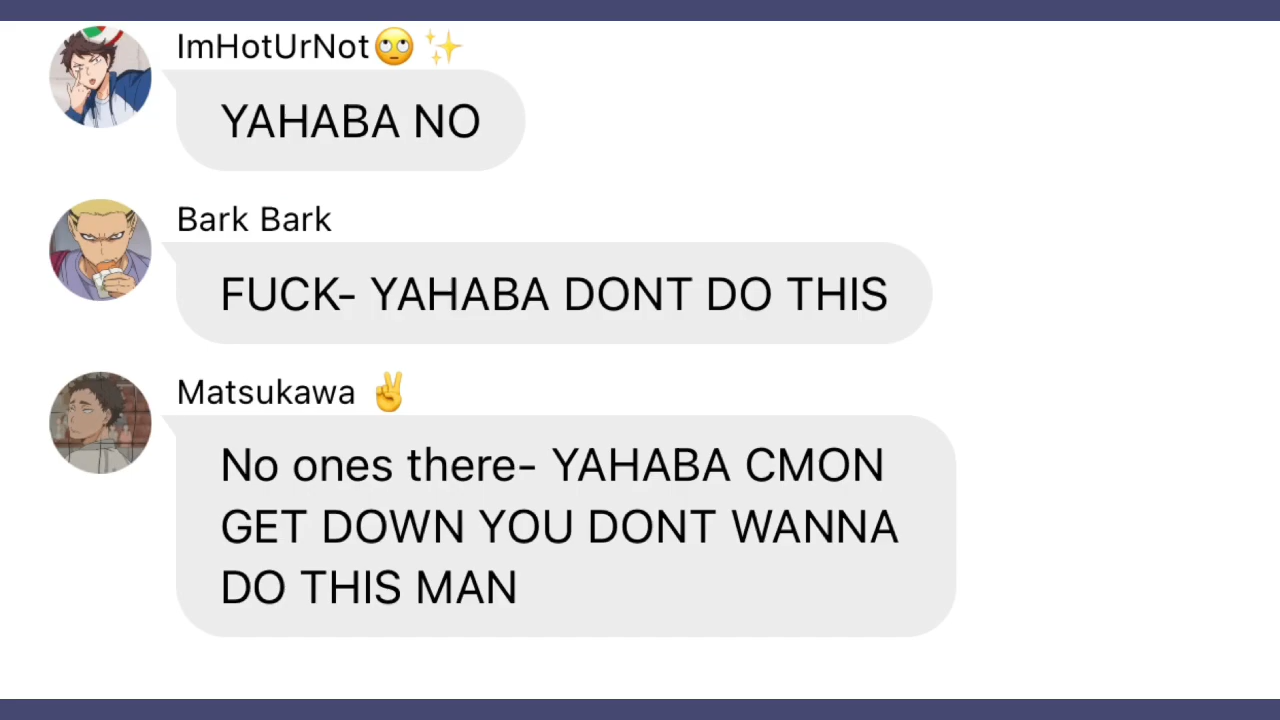 ImHotUrNot🙄✨
YAHABA NO
Bark Bark
FUCK- YAHABA DONT DO THIS
Matsukawa ✌️
No ones there- YAHABA CMON
GET DOWN YOU DONT WANNA
DO THIS MAN